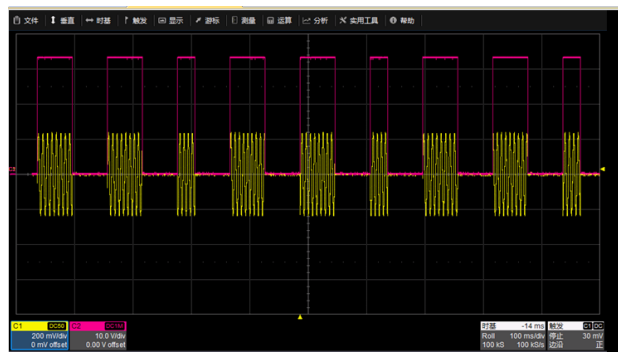 文件 垂直 时基 触发 显示 游标 测量 运算 分析 实用工具 帮助
C2
C1 DC50 C2 DC1M
200 mV/div 10.0 V/div
0 mV offset 0.00 V offset
时基 -14 ms 触发 C1 DC
Roll 100 ms/div 停止 30 mV
100 kS 100 kS/s 边沿 正